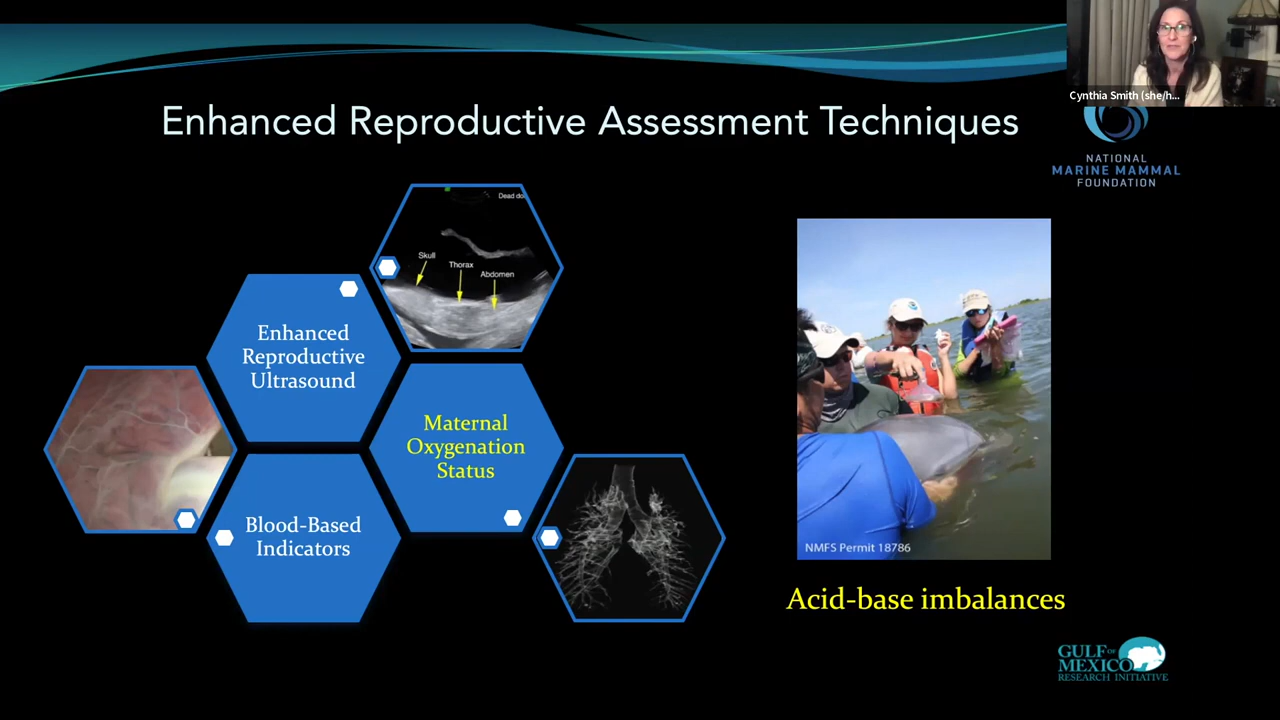 Cynthia Smith (she/h...
Enhanced Reproductive Assessment Techniques
NATIONAL
MARINE MAMMAL
FOUNDATION
Dead do
Skull
Thorax
Abdomen
Enhanced
Reproductive
Ultrasound
Maternal
Oxygenation
Status
Blood-Based
Indicators
NMFS Permit 18786
Acid-base imbalances
GULF OF
MEXICO
RESEARCH INITIATIVE